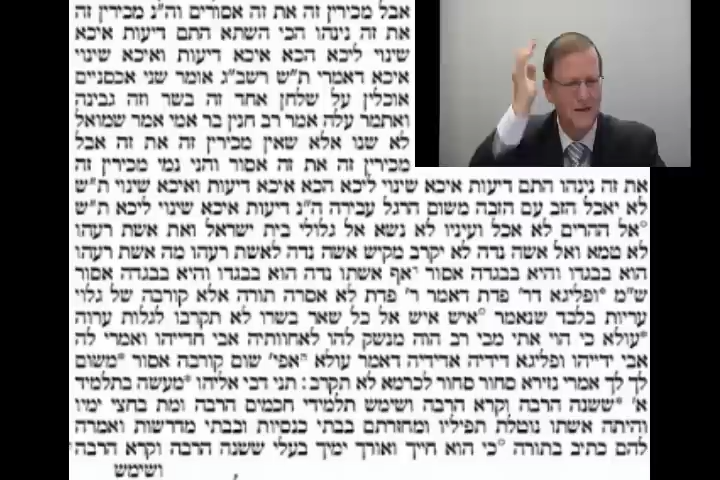 אבל מכירין זה את זה אסורים וה"נ מכירין זה
את זה נינהו הכי השתא התם דיעות איכא
שינוי ליכא הכא איכא דיעות ואיכא שינוי
איכא דאמרי ת"ש רשב"ג אומר שני אכסניים
אוכלין על שלחן אחד זה בשר וזה גבינה
ואתמר עלה אמר רב חנין בר אמי אמר שמואל
לא שנו אלא שאין מכירין זה את זה אבל
מכירין זה את זה אסור והני נמי מכירין זה
את זה נינהו התם דיעות איכא שינוי ליכא הכא איכא דיעות ואיכא שינוי ת"ש
לא יאכל הזב עם הזבה משום הרגל עבירה ה"נ דיעות איכא שינוי ליכא ת"ש
אל ההרים לא אכל ועיניו לא נשא אל גלולי בית ישראל ואת אשת רעהו
לא טמא ואל אשה נדה לא יקרב מקיש אשה נדה לאשת רעהו מה אשת רעהו
הוא בבגדו והיא בבגדה אסור אף אשתו נדה הוא בבגדו והיא בבגדה אסור
ש"מ ופליגא דר' פדת דאמר ר' פדת לא אסרה תורה אלא קורבה של גלוי
עריות בלבד שנאמר איש איש אל כל שאר בשרו לא תקרבו לגלות ערוה
עולא כי הוי אתי מבי רב הוה מנשק להו לאחוותיה אבי חדייהו ואמרי לה
אבי ידייהו ופליגא דידיה אדידיה דאמר עולא אפי' שום קורבה אסור משום
לך לך אמרי נזירא סחור סחור לכרמא לא תקרב: תני דבי אליהו מעשה בתלמיד
א' ששנה הרבה וקרא הרבה ושימש תלמידי חכמים הרבה ומת בחצי ימיו
והיתה אשתו נוטלת תפיליו ומחזרתם בבתי כנסיות ובבתי מדרשות ואמרה
להם כתיב בתורה כי הוא חייך ואורך ימיך בעלי ששנה הרבה וקרא הרבה
ושימש